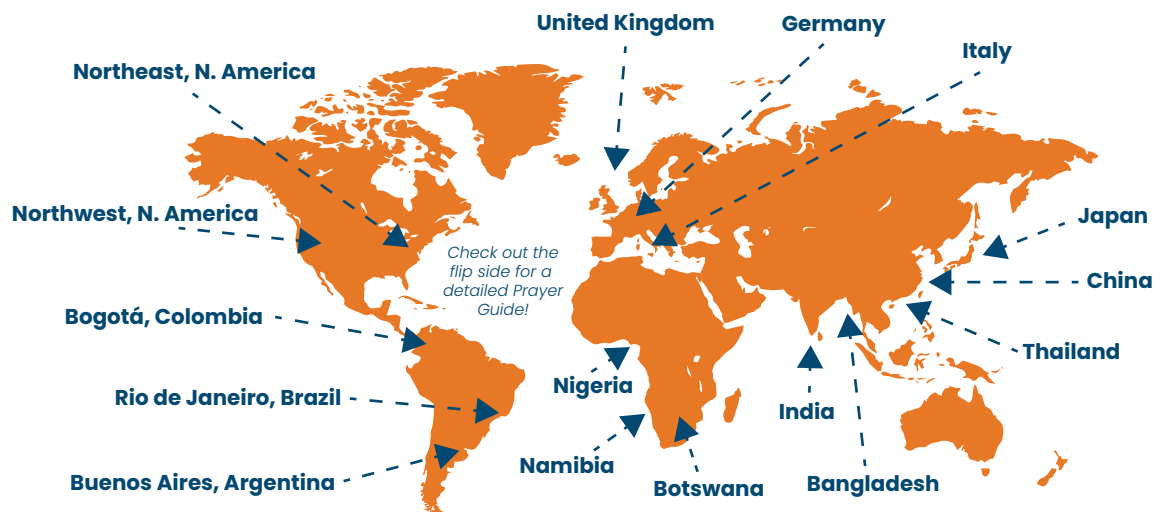 United Kingdom
Germany
Italy
Northeast, N. America
Northwest, N. America
Japan
Check out the
flip side for a
detailed Prayer
Guide!
China
Bogotá, Colombia
Thailand
Nigeria
Rio de Janeiro, Brazil
India
Namibia
Buenos Aires, Argentina
Botswana
Bangladesh